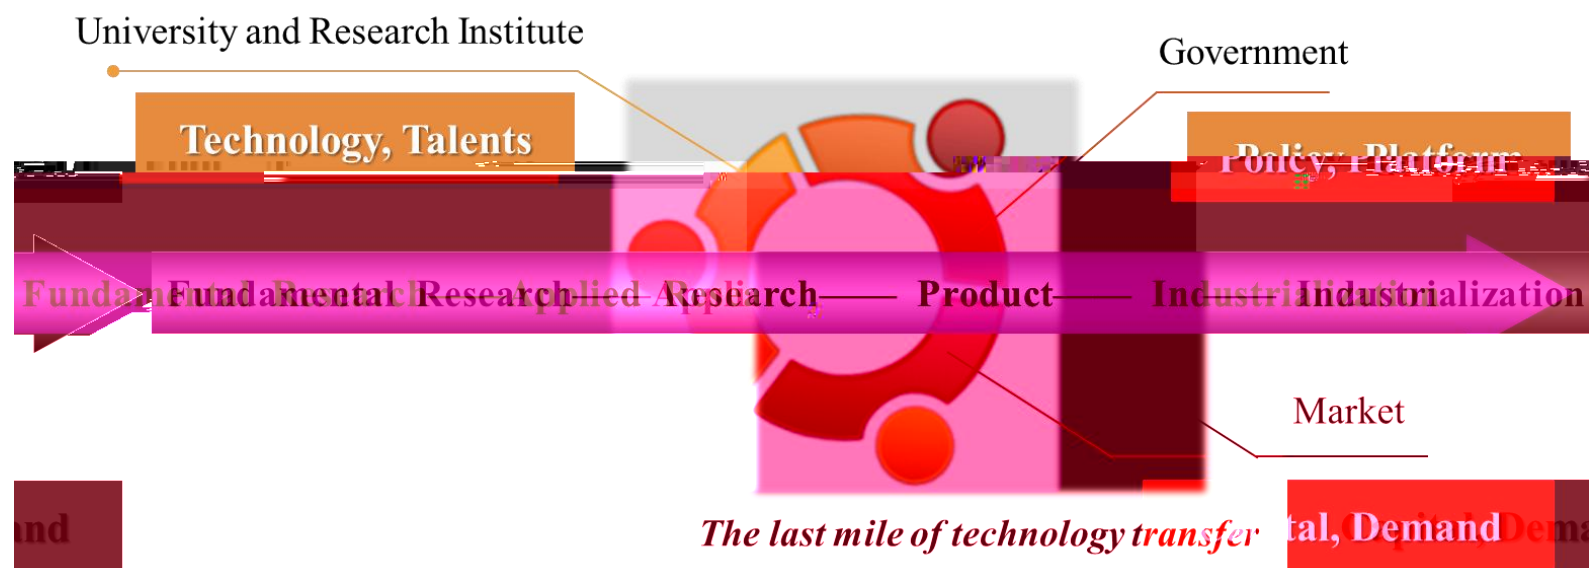 University and Research Institute
Government
Technology, Talents
Policy, Platform
Fundamental Research—— Applied Research—— Product—— Industrialization
Market
The last mile of technology transfer
tal, Demand